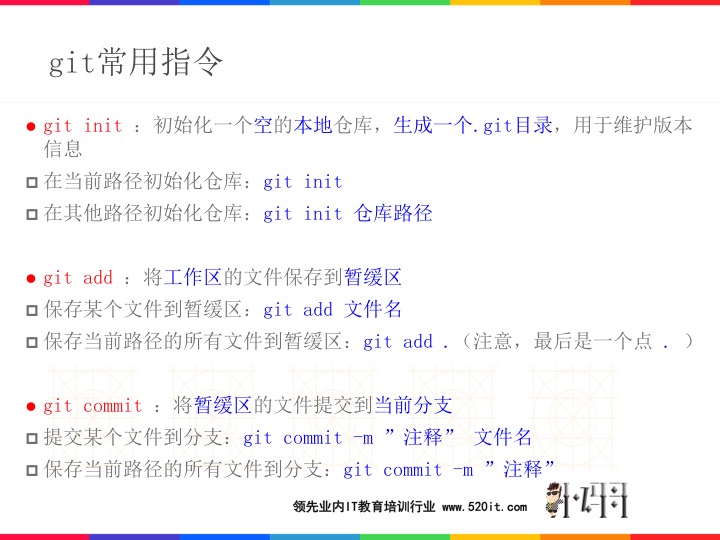 git常用指令
git init ：初始化一个空的本地仓库，生成一个.git目录，用于维护版本
信息
在当前路径初始化仓库：git init
在其他路径初始化仓库：git init 仓库路径
git add ：将工作区的文件保存到暂缓区
保存某个文件到暂缓区：git add 文件名
保存当前路径的所有文件到暂缓区：git add .（注意，最后是一个点 . ）
git commit ：将暂缓区的文件提交到当前分支
提交某个文件到分支：git commit -m ”注释” 文件名
保存当前路径的所有文件到分支：git commit -m ”注释”
领先业内IT教育培训行业 www.520it.com
小码哥